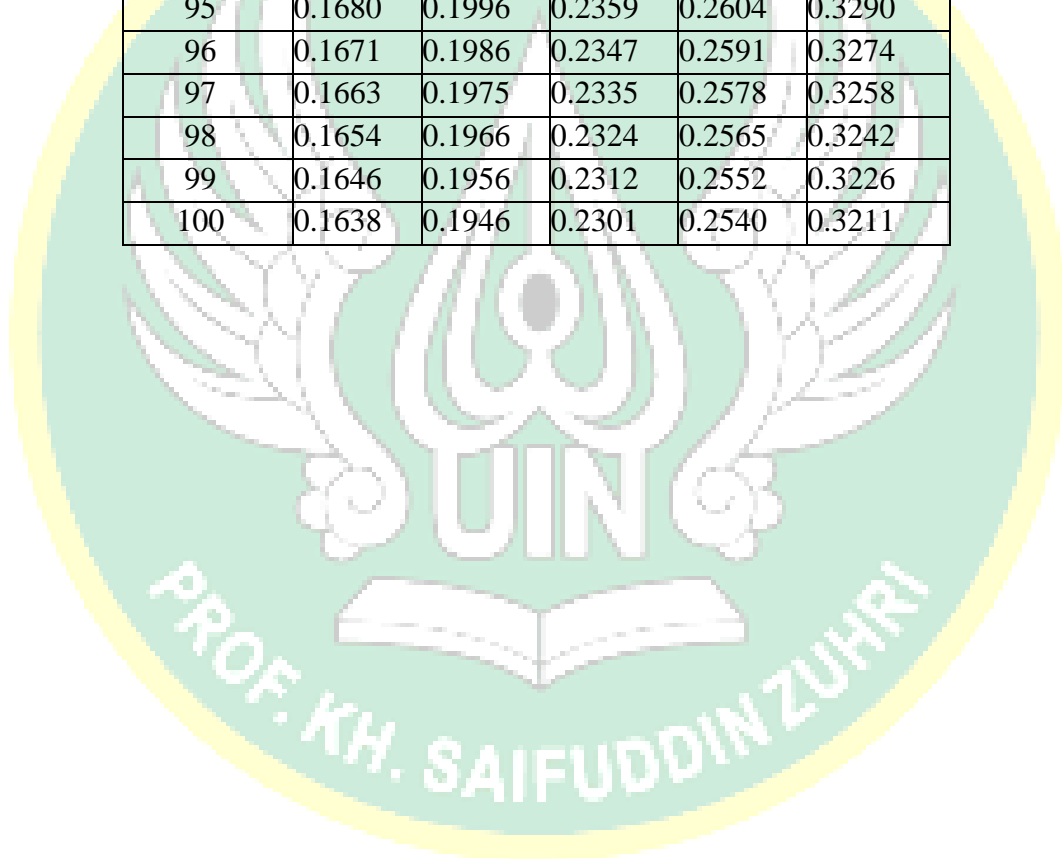 95 0.1680 0.1996 0.2359 0.2604 0.3290
96 0.1671 0.1986 0.2347 0.2591 0.3274
97 0.1663 0.1975 0.2335 0.2578 0.3258
98 0.1654 0.1966 0.2324 0.2565 0.3242
99 0.1646 0.1956 0.2312 0.2552 0.3226
100 0.1638 0.1946 0.2301 0.2540 0.3211
UIN
PROF. KH. SAIFUDDIN ZUHRI